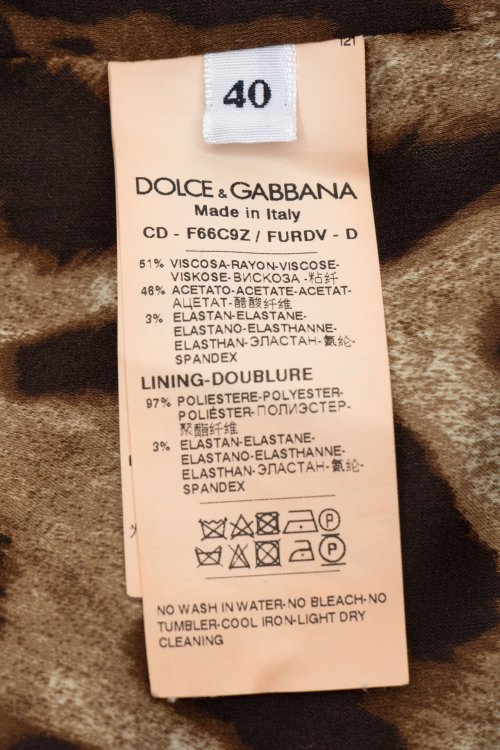 121
40
DOLCE & GABBANA
Made in Italy
CD - F66C9Z / FURDV - D
51% VISCOSA-RAYON-VISCOSE-
VISKOSE-ВИСКОЗА-粘纤
46% ACETATO-ACETATE-ACETAT-
АЦЕТАТ-醋酸纤维
3% ELASTAN-ELASTANE-
ELASTANO-ELASTHANNE-
ELASTHAN-ЭЛАСТАН-氨纶-
SPANDEX
LINING-DOUBLURE
97% POLIESTERE-POLYESTER-
POLIÉSTER-ПОЛИЭСТЕР-
聚酯纤维
3% ELASTAN-ELASTANE-
ELASTANO-ELASTHANNE-
ELASTHAN-ЭЛАСТАН-氨纶-
SPANDEX
P
P
NO WASH IN WATER-NO BLEACH-NO
TUMBLER-COOL IRON-LIGHT DRY
CLEANING